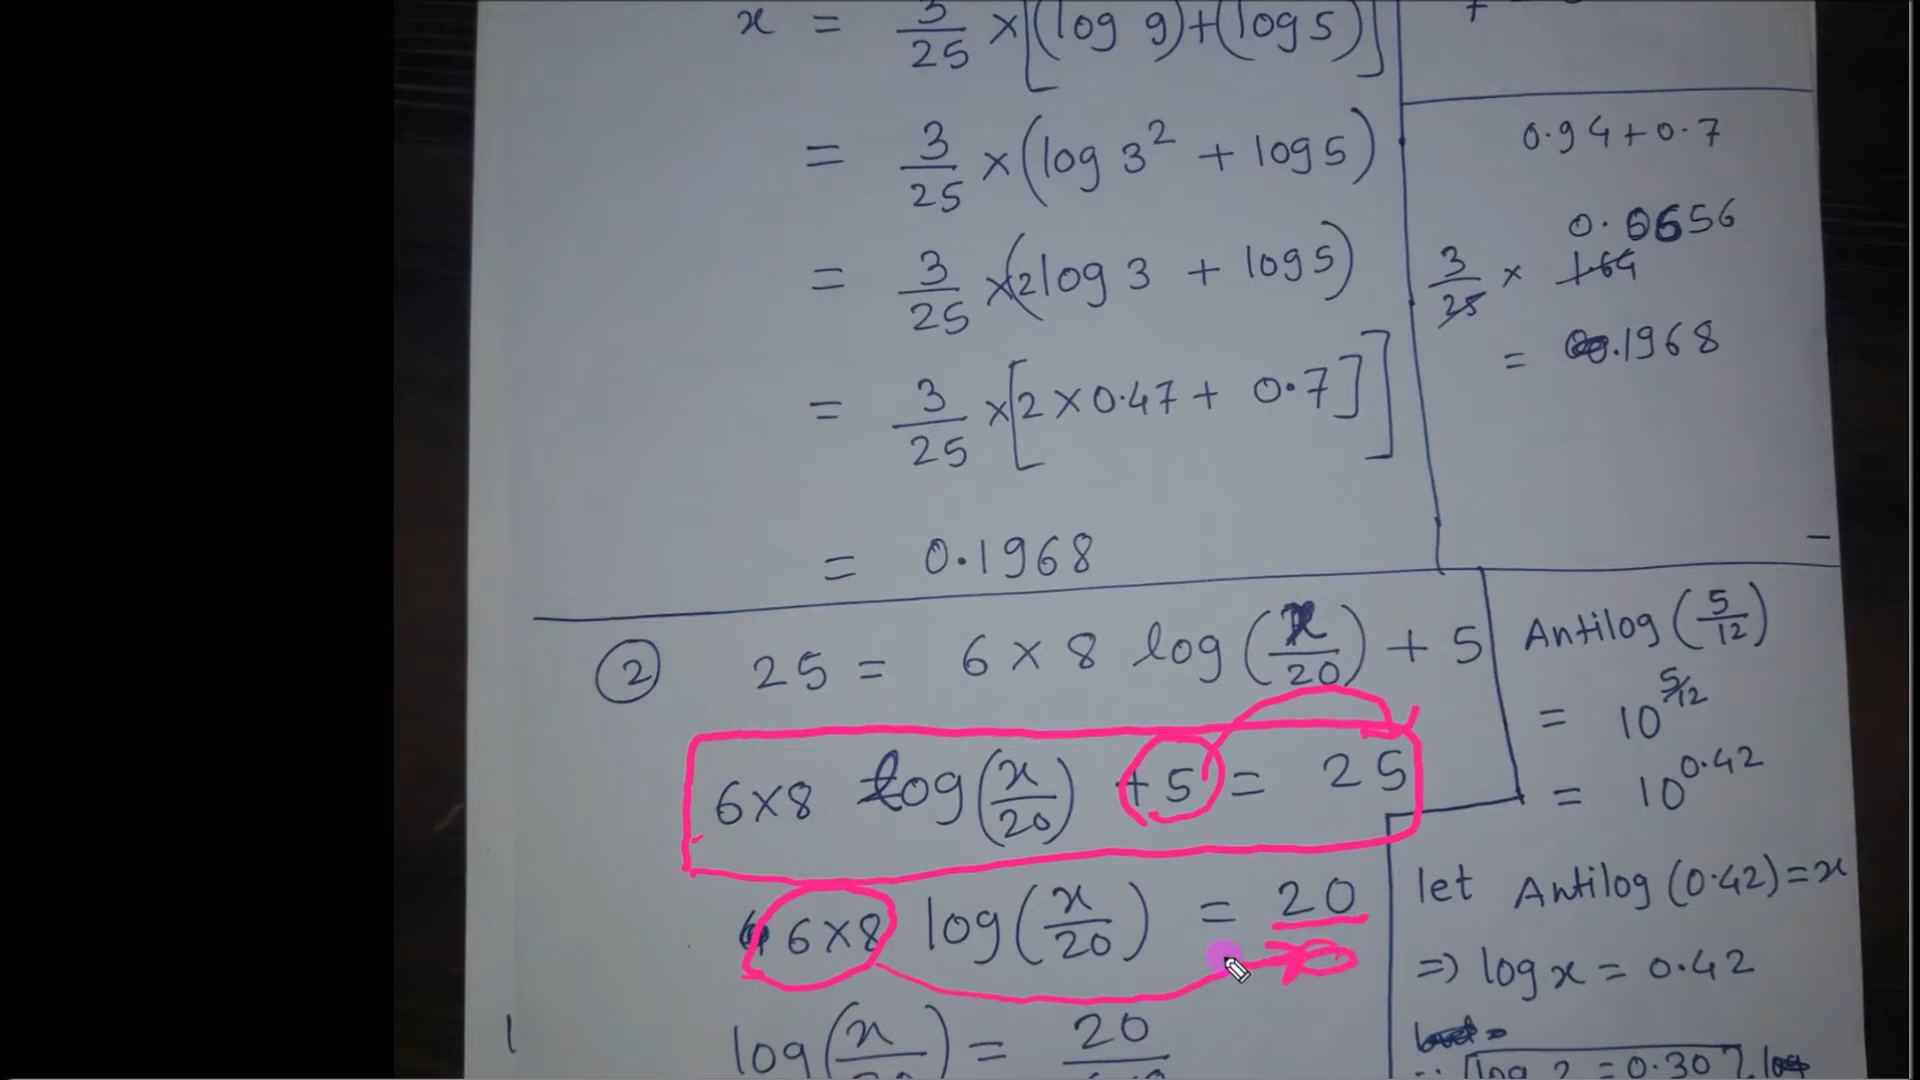 x = 3/25 × [(log 9)+(log 5)]
= 3/25 × (log 3² + log 5)
= 3/25 × (2log 3 + log 5)
= 3/25 × [2 × 0.47 + 0.7]]
= 0.1968
0.94 + 0.7
0.0656
3/25 × 1.64
= 0.1968
② 25 = 6 × 8 log(x/20) + 5
6×8 log(x/20) + 5 = 25
6×8 log(x/20) = 20
log(x/20) = 20
Antilog (5/12)
= 10^5/12
= 10^0.42
let Antilog (0.42) = x
=> log x = 0.42
∵ log 2 = 0.30